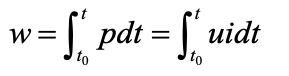 w = ∫_{t_0}^{t} pdt = ∫_{t_0}^{t} uidt